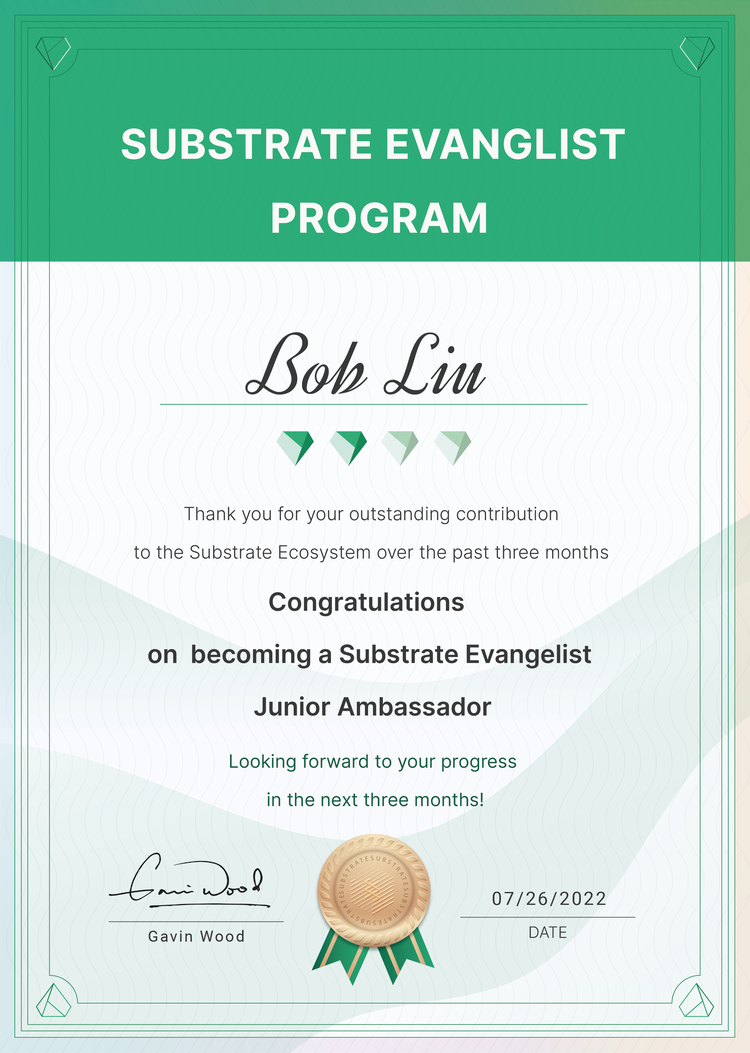 SUBSTRATE EVANGLIST
PROGRAM
Bob Liu
Thank you for your outstanding contribution
to the Substrate Ecosystem over the past three months
Congratulations
on becoming a Substrate Evangelist
Junior Ambassador
Looking forward to your progress
in the next three months!
SUBSTRATESUBSTRATESUBSTRATESUBSTRATE
Gavin Wood
07/26/2022
Gavin Wood
DATE